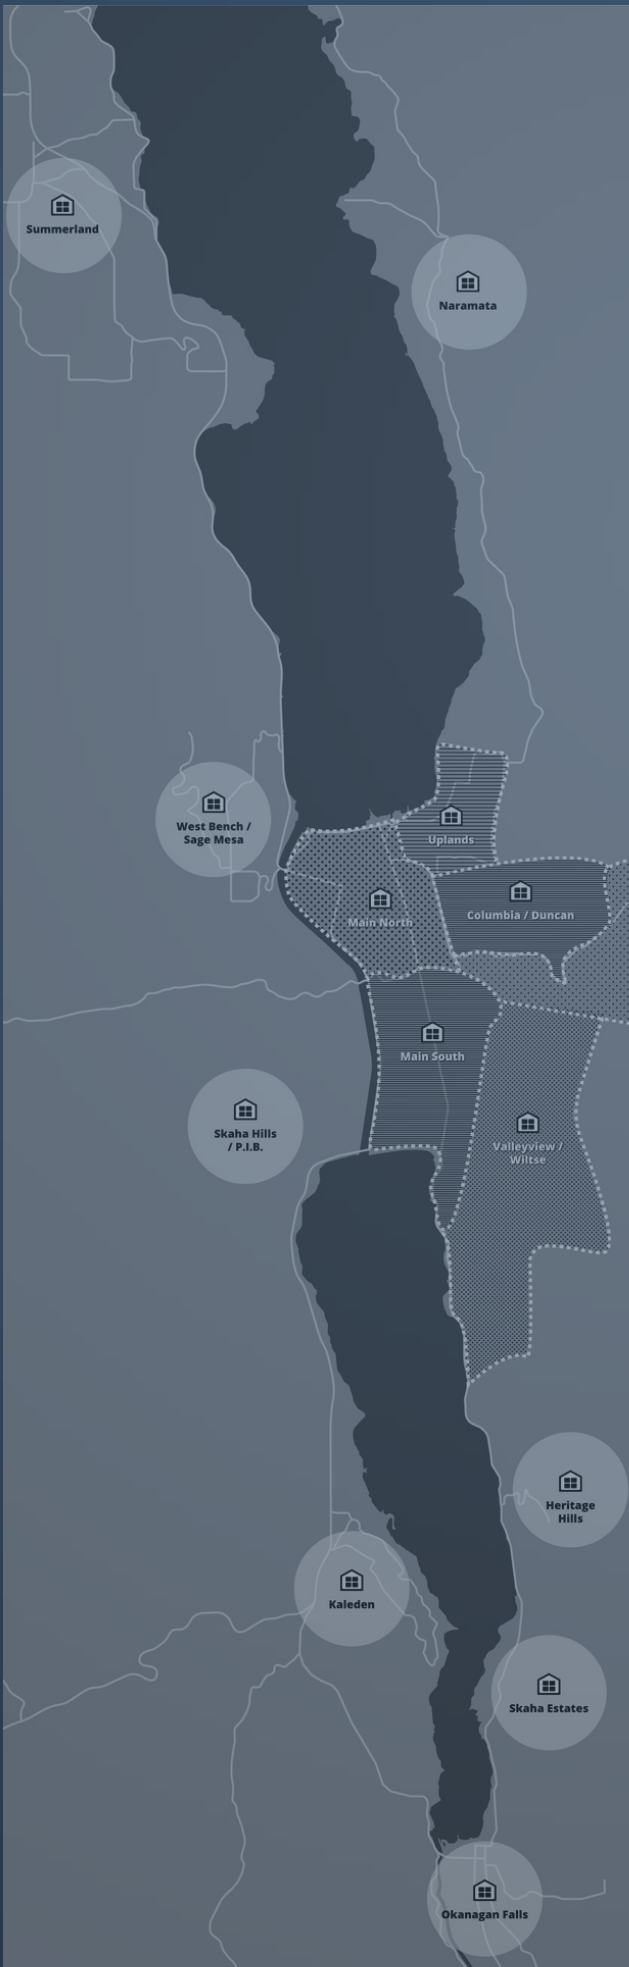 Summerland
Naramata
West Bench /
Sage Mesa
Uplands
Main North
Columbia / Duncan
Main South
Skaha Hills
/ P.I.B.
Valleyview /
Wiltse
Heritage
Hills
Kaleden
Skaha Estates
Okanagan Falls